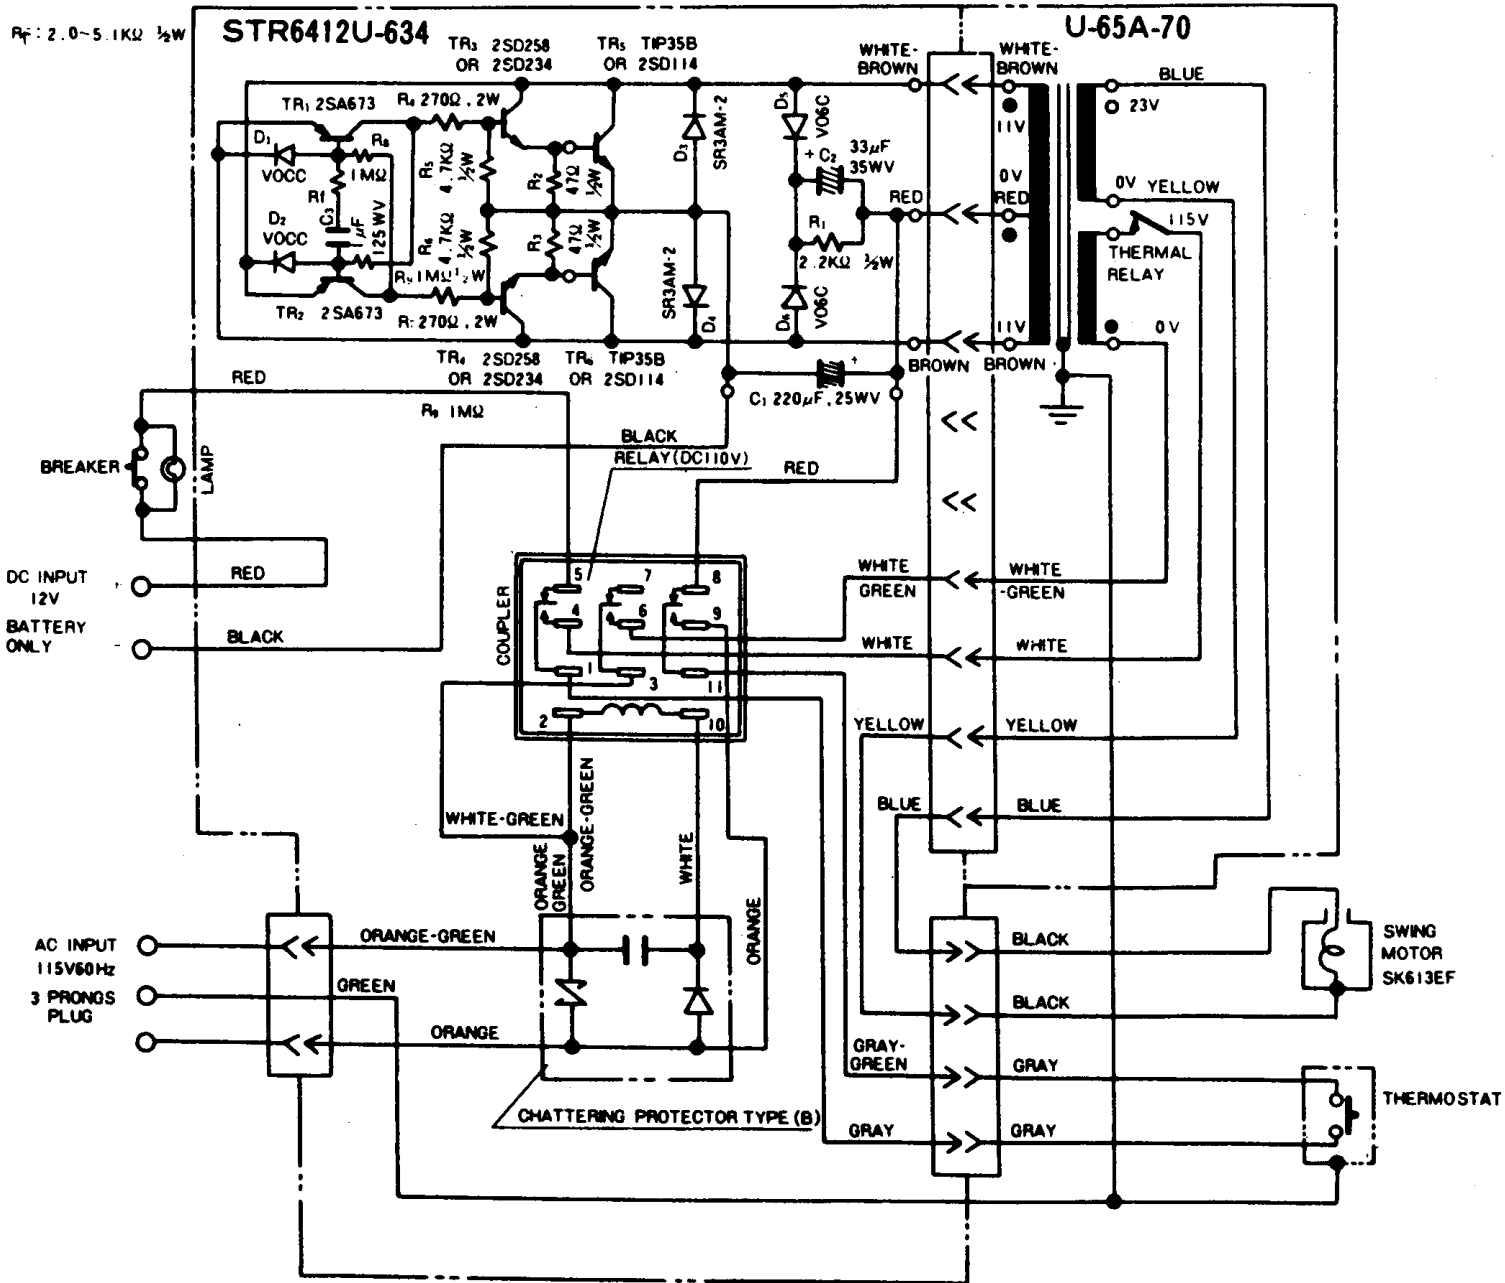 Rf: 2.0~5.1KΩ ½W
STR6412U-634
U-65A-70
TR3 2SD258
OR 2SD234
TR5 TIP35B
OR 2SD114
WHITE-
BROWN
WHITE-
BROWN
BLUE
TR1 2SA673
R4 270Ω, 2W
D1
VOCC
R8
1MΩ
Rf
C3
1μF
125WV
D2
VOCC
R5
4.7KΩ
½W
R6
4.7KΩ
½W
R2
47Ω
½W
R3
47Ω
½W
R9 1MΩ ½W
TR2 2SA673
R7 270Ω, 2W
D3
SR3AM-2
SR3AM-2
D4
D5
V06C
+ C2
33μF
35WV
R1
2.2KΩ ½W
D6
V06C
RED
RED
11V
0V
11V
23V
0V
YELLOW
115V
THERMAL
RELAY
0V
TR4 2SD258
OR 2SD234
TR6 TIP35B
OR 2SD114
BROWN
BROWN
+
C1 220μF, 25WV
RED
R9 1MΩ
BLACK
RELAY(DC110V)
RED
BREAKER
LAMP
DC INPUT
12V
BATTERY
ONLY
+
-
RED
BLACK
COUPLER
5
7
8
4
6
9
1
3
11
2
10
WHITE
GREEN
WHITE
-GREEN
WHITE
WHITE
YELLOW
YELLOW
BLUE
BLUE
WHITE-GREEN
ORANGE
GREEN
ORANGE-GREEN
WHITE
ORANGE
AC INPUT
115V60Hz
3 PRONGS
PLUG
ORANGE-GREEN
GREEN
ORANGE
CHATTERING PROTECTOR TYPE (B)
BLACK
BLACK
SWING
MOTOR
SK613EF
GRAY-
GREEN
GRAY
GRAY
GRAY
THERMOSTAT